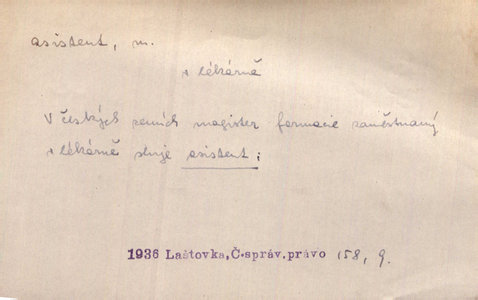 asistent, m.
v lékárně
V českých zemích magister farmacie zaměstnaný
v lékárně sluje asistent;
1936 Laštovka, Č.správ.právo 158, 9.